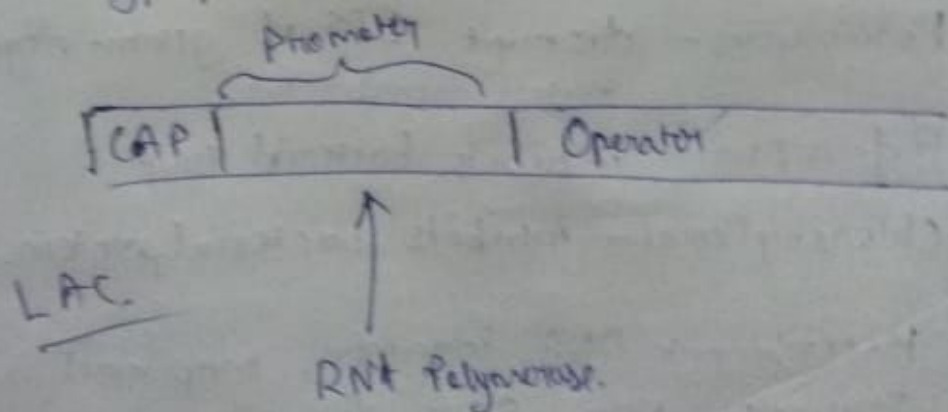 Promoter
CAP
Operator
LAC.
RNA Polymerase.